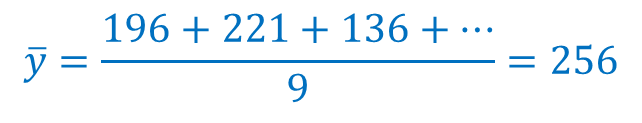 ȳ = (196 + 221 + 136 + ⋯) / 9 = 256